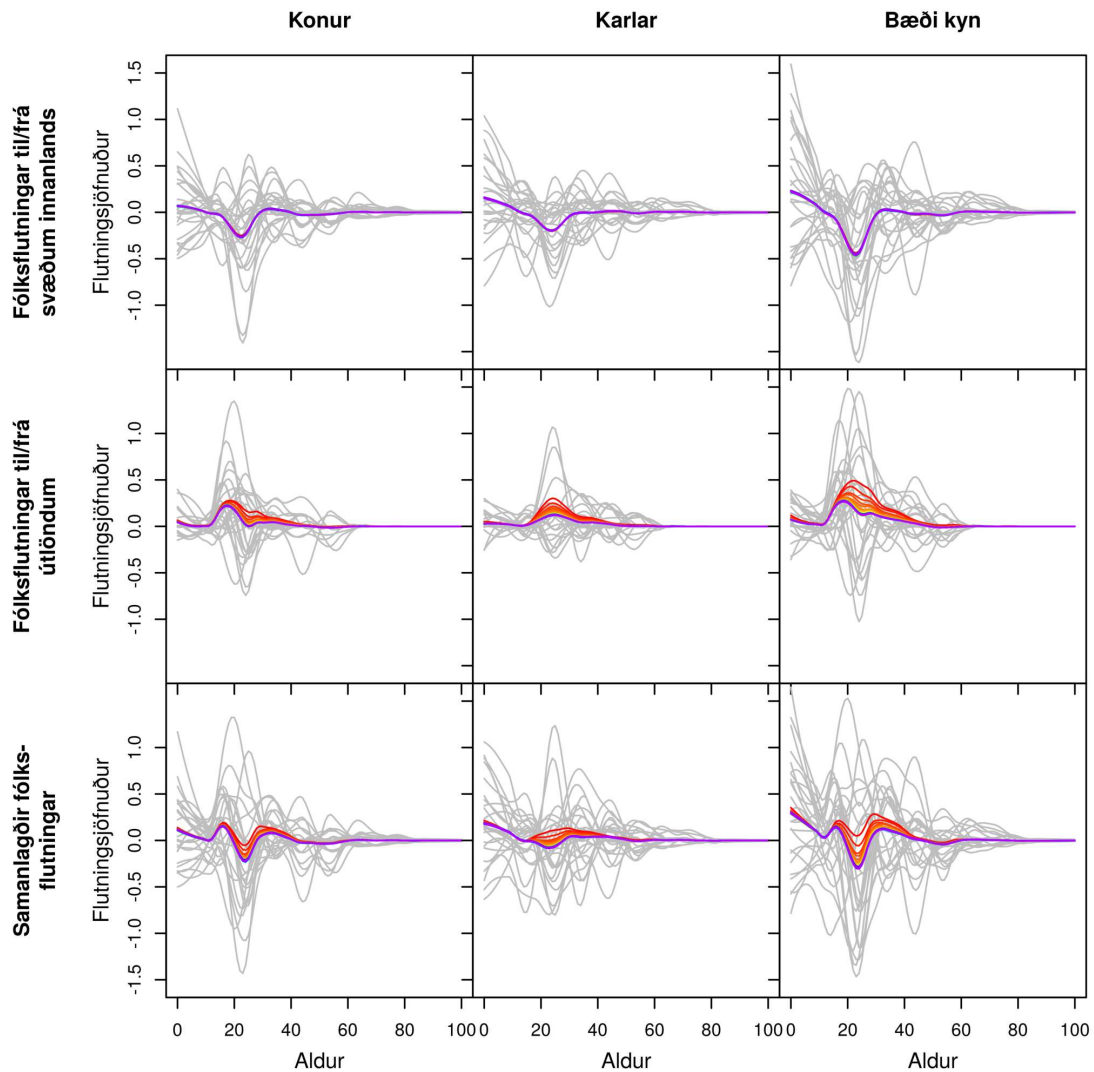 Konur Karlar Bæði kyn
Fólksflutningar til/frá
svæðum innanlands
Flutningsjöfnuður
1.5
1.0
0.5
0.0
-0.5
-1.0
Fólksflutningar til/frá
útlöndum
Flutningsjöfnuður
1.0
0.5
0.0
-0.5
-1.0
Samanlagðir fólks-
flutningar
Flutningsjöfnuður
1.0
0.5
0.0
-0.5
-1.0
-1.5
0 20 40 60 80 100 0 20 40 60 80 100 0 20 40 60 80 100
Aldur Aldur Aldur